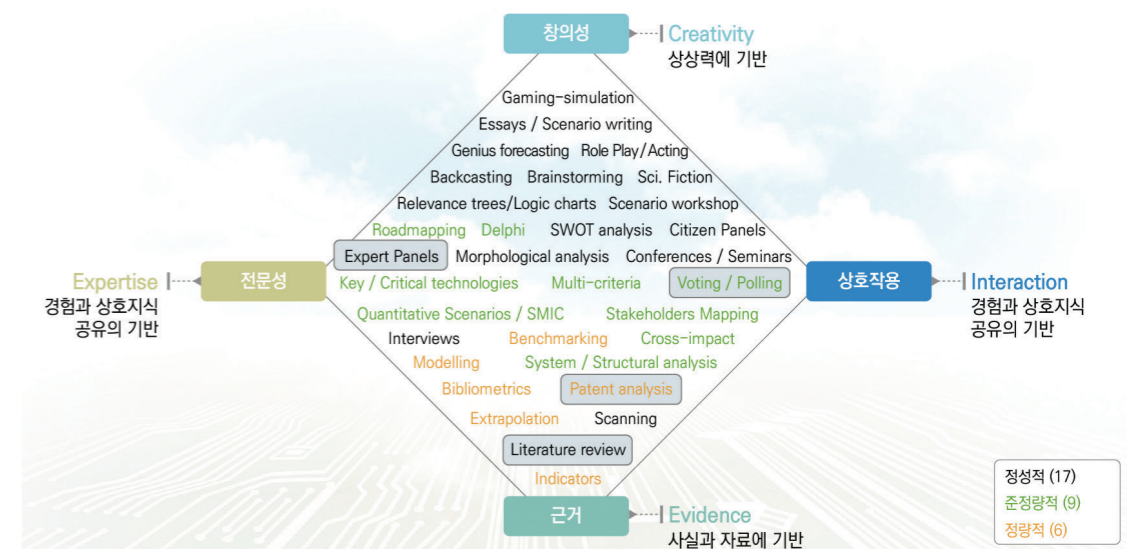 창의성
Creativity
상상력에 기반
Gaming-simulation
Essays / Scenario writing
Genius forecasting Role Play/Acting
Backcasting Brainstorming Sci. Fiction
Relevance trees/Logic charts Scenario workshop
Roadmapping Delphi SWOT analysis Citizen Panels
Expert Panels Morphological analysis Conferences / Seminars
Expertise
경험과 상호지식
공유의 기반
전문성
Key / Critical technologies Multi-criteria Voting / Polling
상호작용
Interaction
경험과 상호지식
공유의 기반
Quantitative Scenarios / SMIC Stakeholders Mapping
Interviews Benchmarking Cross-impact
Modelling System / Structural analysis
Bibliometrics Patent analysis
Extrapolation Scanning
Literature review
Indicators
근거
Evidence
사실과 자료에 기반
정성적 (17)
준정량적 (9)
정량적 (6)